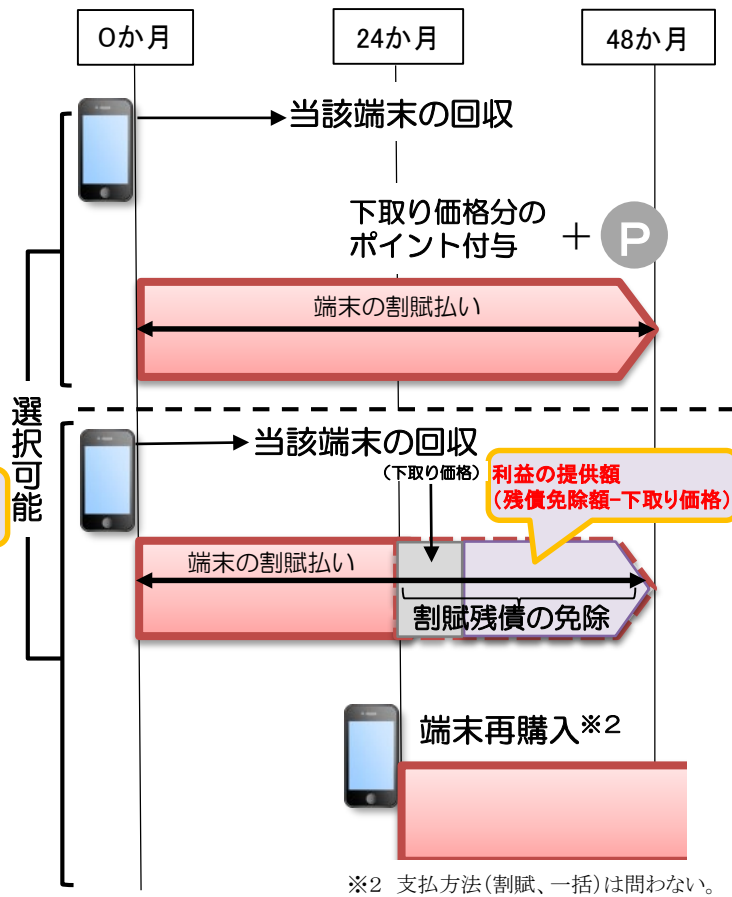 0か月
24か月
48か月
当該端末の回収
下取り価格分の
ポイント付与
+
P
端末の割賦払い
選択可能
当該端末の回収
(下取り価格)
利益の提供額
(残債免除額-下取り価格)
端末の割賦払い
割賦残債の免除
端末再購入※2
※2 支払方法(割賦、一括)は問わない。